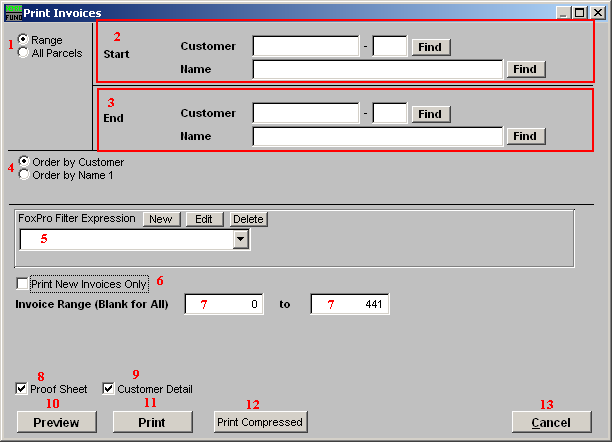 FUND Print Invoices
1 Range
All Parcels
2
Start Customer - Find
Name Find
3
End Customer - Find
Name Find
4 Order by Customer
Order by Name 1
FoxPro Filter Expression New Edit Delete
5
Print New Invoices Only 6
Invoice Range (Blank for All) 7 0 to 7 441
8 9
Proof Sheet Customer Detail
10 11 12 13
Preview Print Print Compressed Cancel